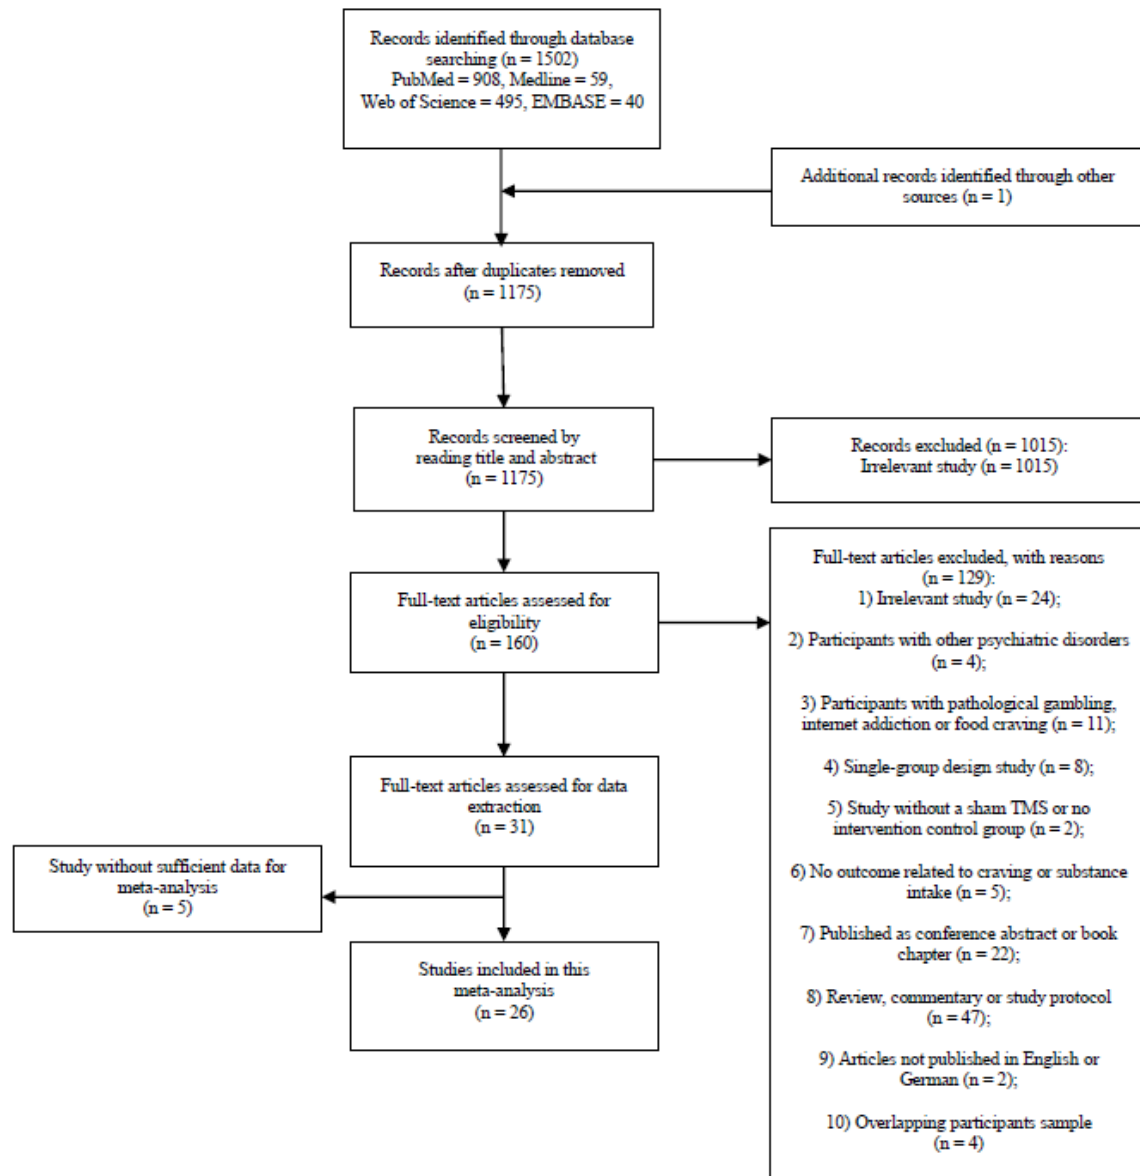 Records identified through database
searching (n = 1502)
PubMed = 908, Medline = 59,
Web of Science = 495, EMBASE = 40
Additional records identified through other
sources (n = 1)
Records after duplicates removed
(n = 1175)
Records screened by
reading title and abstract
(n = 1175)
Records excluded (n = 1015):
Irrelevant study (n = 1015)
Full-text articles assessed for
eligibility
(n = 160)
Full-text articles excluded, with reasons
(n = 129):
1) Irrelevant study (n = 24);
2) Participants with other psychiatric disorders
(n = 4);
3) Participants with pathological gambling,
internet addiction or food craving (n = 11);
4) Single-group design study (n = 8);
5) Study without a sham TMS or no
intervention control group (n = 2);
6) No outcome related to craving or substance
intake (n = 5);
7) Published as conference abstract or book
chapter (n = 22);
8) Review, commentary or study protocol
(n = 47);
9) Articles not published in English or
German (n = 2);
10) Overlapping participants sample
(n = 4)
Full-text articles assessed for data
extraction
(n = 31)
Study without sufficient data for
meta-analysis
(n = 5)
Studies included in this
meta-analysis
(n = 26)